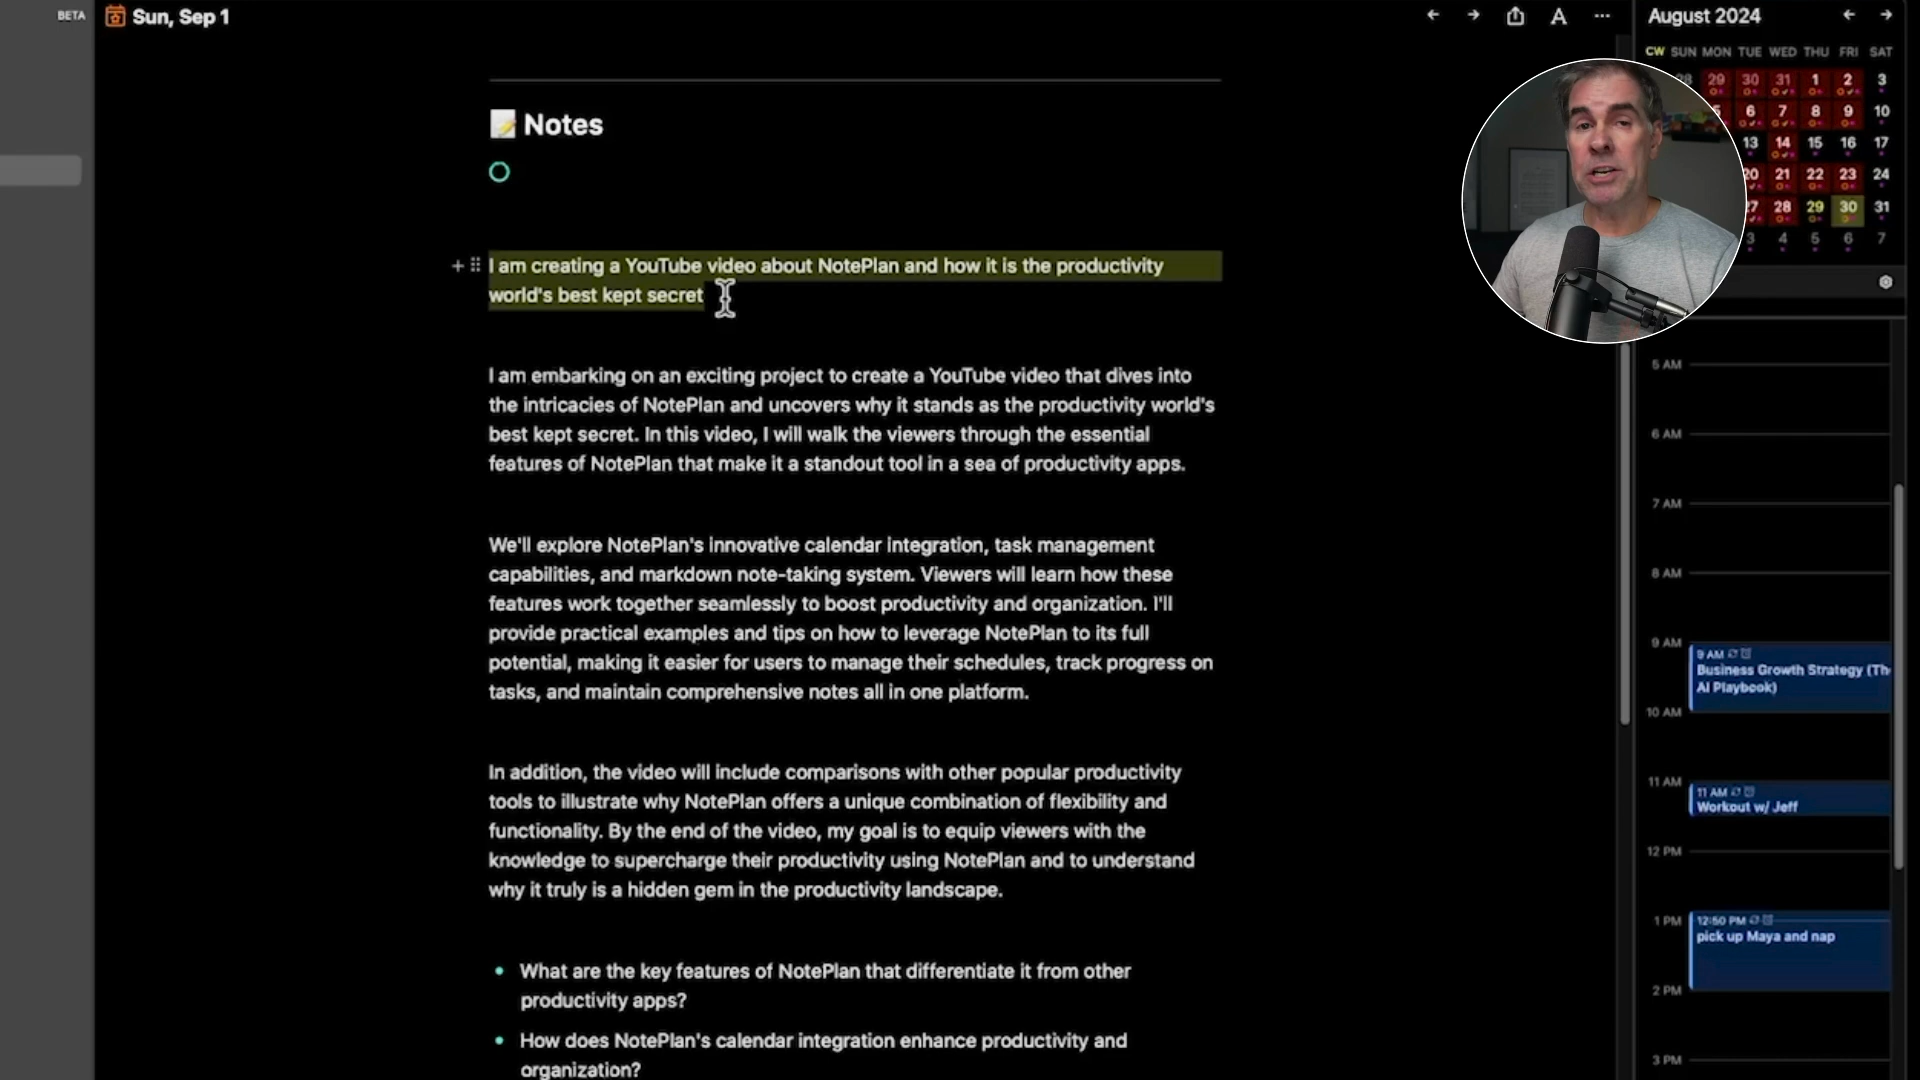 BETA
Sun, Sep 1
Notes
I am creating a YouTube video about NotePlan and how it is the productivity
world's best kept secret
I am embarking on an exciting project to create a YouTube video that dives into
the intricacies of NotePlan and uncovers why it stands as the productivity world's
best kept secret. In this video, I will walk the viewers through the essential
features of NotePlan that make it a standout tool in a sea of productivity apps.
We'll explore NotePlan's innovative calendar integration, task management
capabilities, and markdown note-taking system. Viewers will learn how these
features work together seamlessly to boost productivity and organization. I'll
provide practical examples and tips on how to leverage NotePlan to its full
potential, making it easier for users to manage their schedules, track progress on
tasks, and maintain comprehensive notes all in one platform.
In addition, the video will include comparisons with other popular productivity
tools to illustrate why NotePlan offers a unique combination of flexibility and
functionality. By the end of the video, my goal is to equip viewers with the
knowledge to supercharge their productivity using NotePlan and to understand
why it truly is a hidden gem in the productivity landscape.
• What are the key features of NotePlan that differentiate it from other
productivity apps?
• How does NotePlan's calendar integration enhance productivity and
organization?
A
August 2024
CW SUN MON TUE WED THU FRI SAT
28 29 30 31 1 2 3
5 6 7 8 9 10
13 14 15 16 17
20 21 22 23 24
27 28 29 30 31
3 4 5 6 7
5 AM
6 AM
7 AM
8 AM
9 AM
9 AM
Business Growth Strategy (Th
AI Playbook)
10 AM
11 AM
11 AM
Workout w/ Jeff
12 PM
1 PM
12:50 PM
pick up Maya and nap
2 PM
3 PM